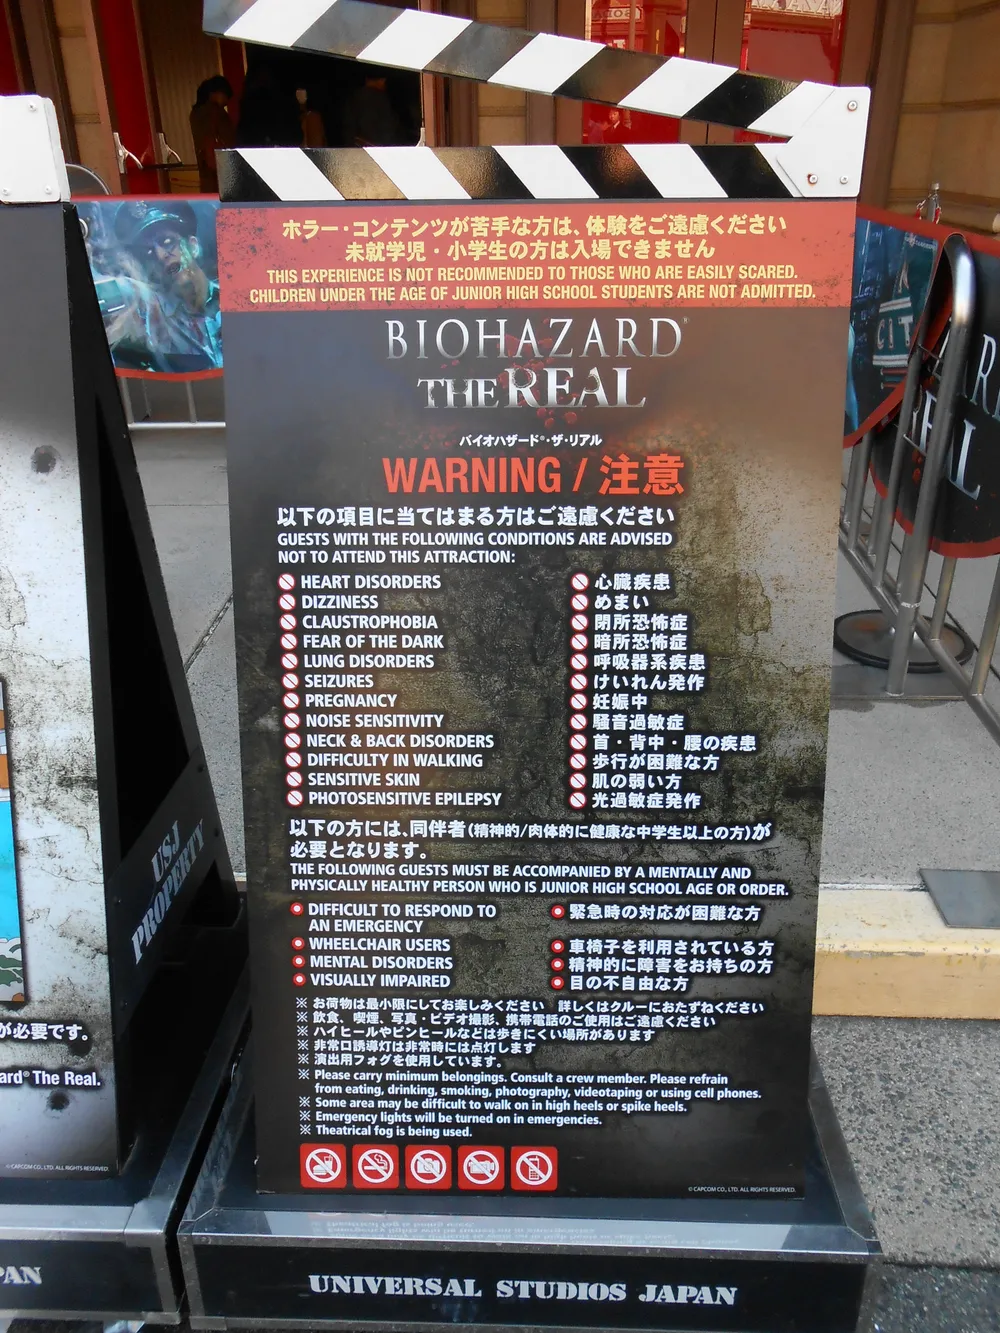 ホラー・コンテンツが苦手な方は、体験をご遠慮ください
未就学児・小学生の方は入場できません
THIS EXPERIENCE IS NOT RECOMMENDED TO THOSE WHO ARE EASILY SCARED.
CHILDREN UNDER THE AGE OF JUNIOR HIGH SCHOOL STUDENTS ARE NOT ADMITTED.
BIOHAZARD®
THE REAL
バイオハザード®・ザ・リアル
WARNING / 注意
以下の項目に当てはまる方はご遠慮ください
GUESTS WITH THE FOLLOWING CONDITIONS ARE ADVISED
NOT TO ATTEND THIS ATTRACTION:
HEART DISORDERS 心臓疾患
DIZZINESS めまい
CLAUSTROPHOBIA 閉所恐怖症
FEAR OF THE DARK 暗所恐怖症
LUNG DISORDERS 呼吸器系疾患
SEIZURES けいれん発作
PREGNANCY 妊娠中
NOISE SENSITIVITY 騒音過敏症
NECK & BACK DISORDERS 首・背中・腰の疾患
DIFFICULTY IN WALKING 歩行が困難な方
SENSITIVE SKIN 肌の弱い方
PHOTOSENSITIVE EPILEPSY 光過敏症発作
以下の方には、同伴者(精神的/肉体的に健康な中学生以上の方)が
必要となります。
THE FOLLOWING GUESTS MUST BE ACCOMPANIED BY A MENTALLY AND
PHYSICALLY HEALTHY PERSON WHO IS JUNIOR HIGH SCHOOL AGE OR ORDER.
DIFFICULT TO RESPOND TO 緊急時の対応が困難な方
AN EMERGENCY
WHEELCHAIR USERS 車椅子を利用されている方
MENTAL DISORDERS 精神的に障害をお持ちの方
VISUALLY IMPAIRED 目の不自由な方
※ お荷物は最小限にしてお楽しみください 詳しくはクルーにおたずねください
※ 飲食、喫煙、写真・ビデオ撮影、携帯電話のご使用はご遠慮ください
※ ハイヒールやピンヒールなどは歩きにくい場所があります
※ 非常口誘導灯は非常時には点灯します
※ 演出用フォグを使用しています。
※ Please carry minimum belongings. Consult a crew member. Please refrain
from eating, drinking, smoking, photography, videotaping or using cell phones.
※ Some area may be difficult to walk on in high heels or spike heels.
※ Emergency lights will be turned on in emergencies.
※ Theatrical fog is being used.
© CAPCOM CO., LTD. ALL RIGHTS RESERVED.
UNIVERSAL STUDIOS JAPAN
USJ
PROPERTY
が必要です。
ard® The Real.
© CAPCOM CO., LTD. ALL RIGHTS RESERVED.
PAN
CIT